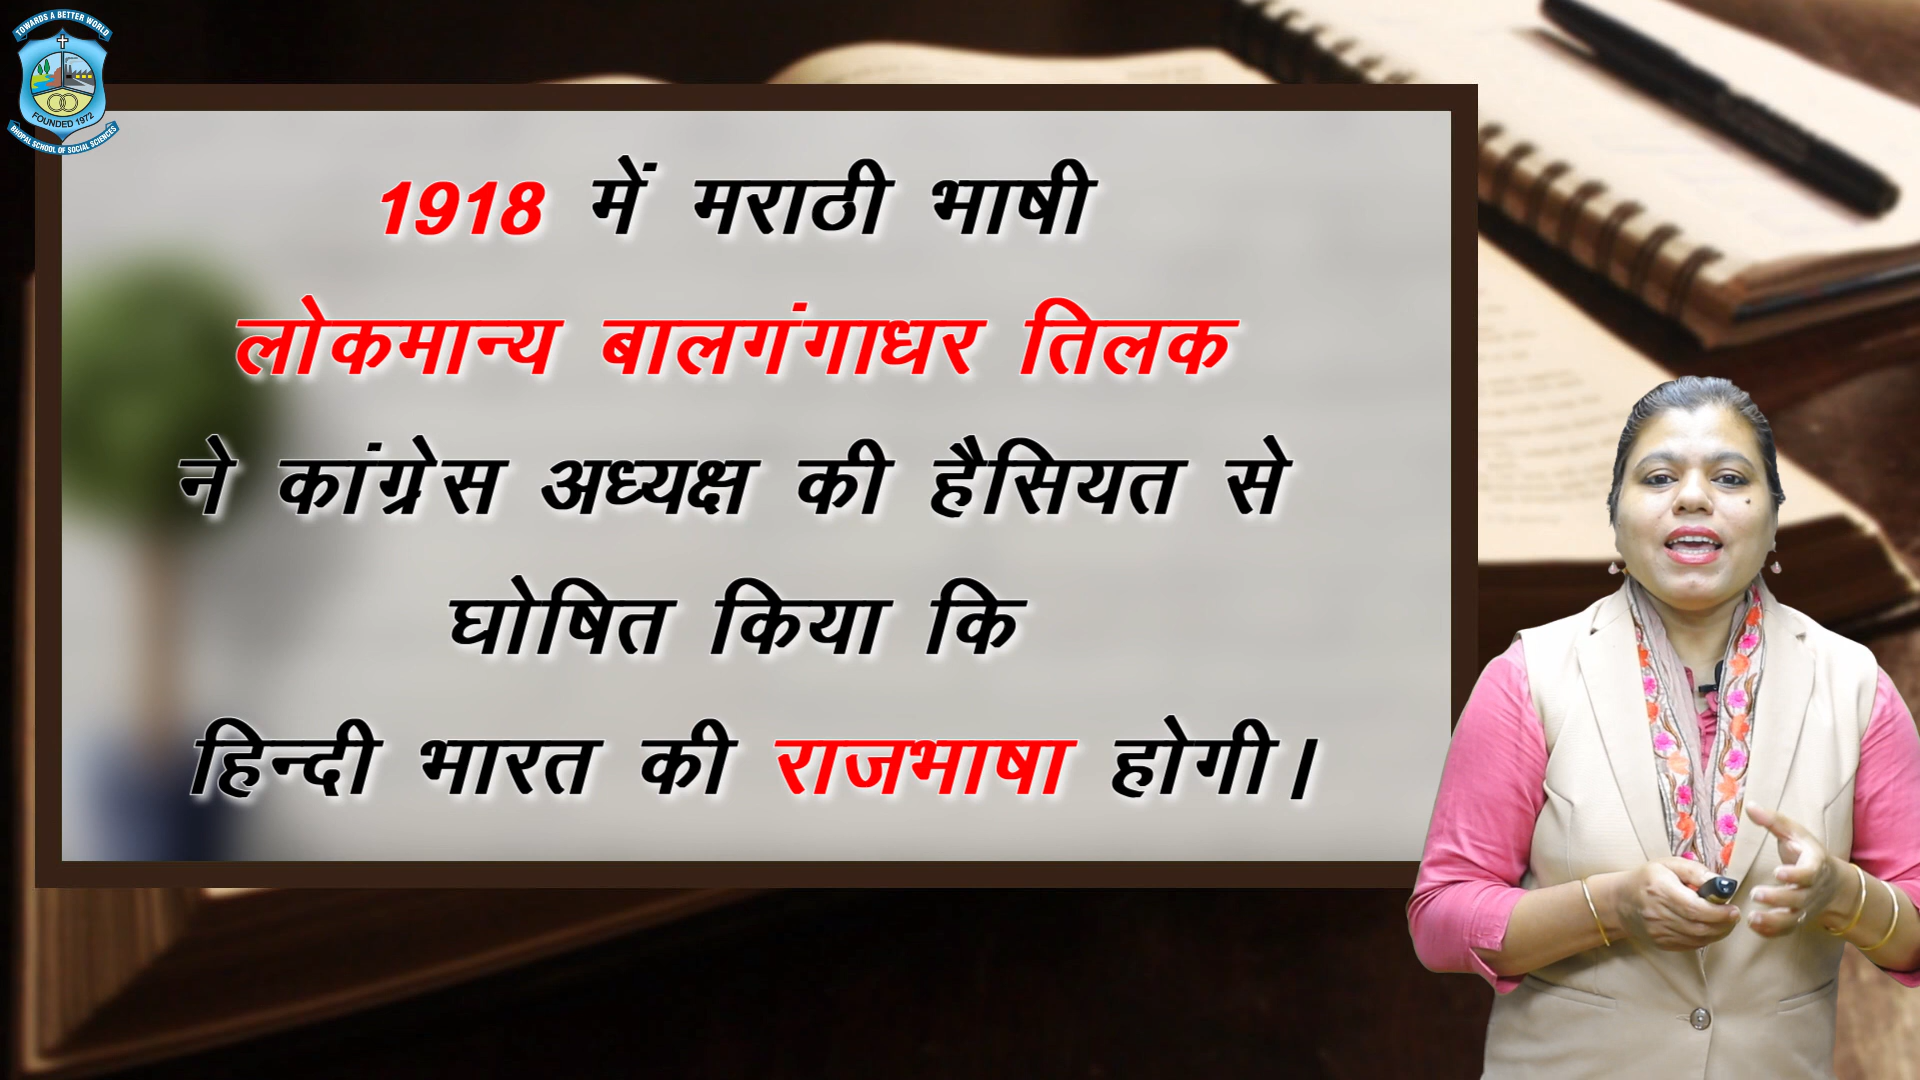 TOWARDS A BETTER WORLD
FOUNDED 1972
BHOPAL SCHOOL OF SOCIAL SCIENCES
1918 में मराठी भाषी
लोकमान्य बालगंगाधर तिलक
ने कांग्रेस अध्यक्ष की हैसियत से
घोषित किया कि
हिन्दी भारत की राजभाषा होगी।